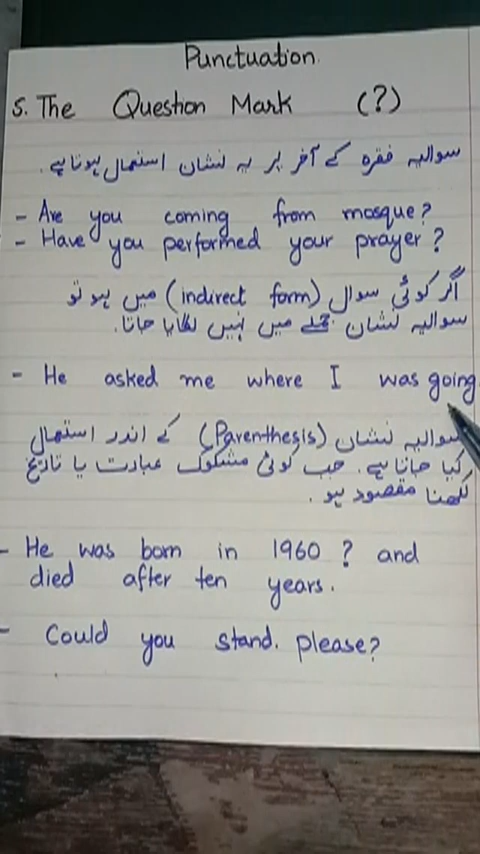 Punctuation.
5. The Question Mark (?)
سوالیہ فقرہ کے آخر پر یہ نشان استعمال ہوتا ہے۔
- Are you coming from mosque?
- Have you performed your prayer?
اگر کوئی سوال (indirect form) میں ہو تو
سوالیہ نشان جملے میں نہیں لگایا جاتا۔
- He asked me where I was going
سوالیہ نشان (Parenthesis) کے اندر استعمال
کیا جاتا ہے۔ جب کوئی مشکوک عبادت یا تاریخ
لکھنا مقصود ہو۔
- He was born in 1960 ? and
died after ten years.
- Could you stand. please?